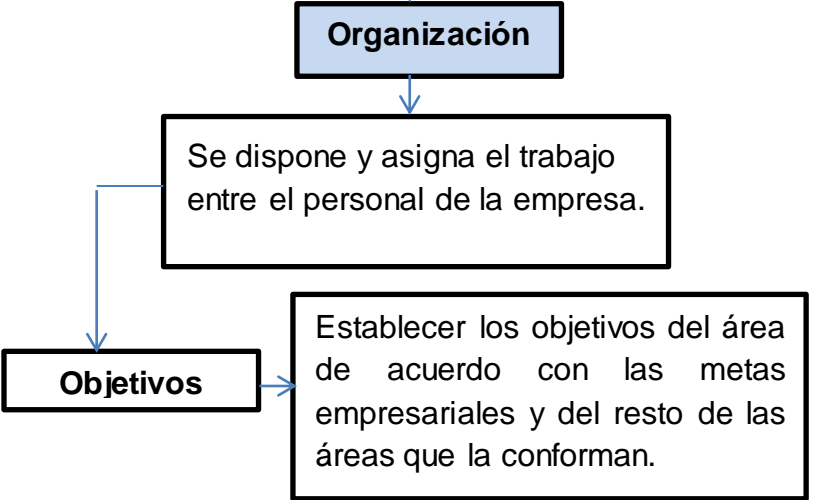 Organización
Se dispone y asigna el trabajo
entre el personal de la empresa.
Establecer los objetivos del área
de acuerdo con las metas
empresariales y del resto de las
áreas que la conforman.
Objetivos